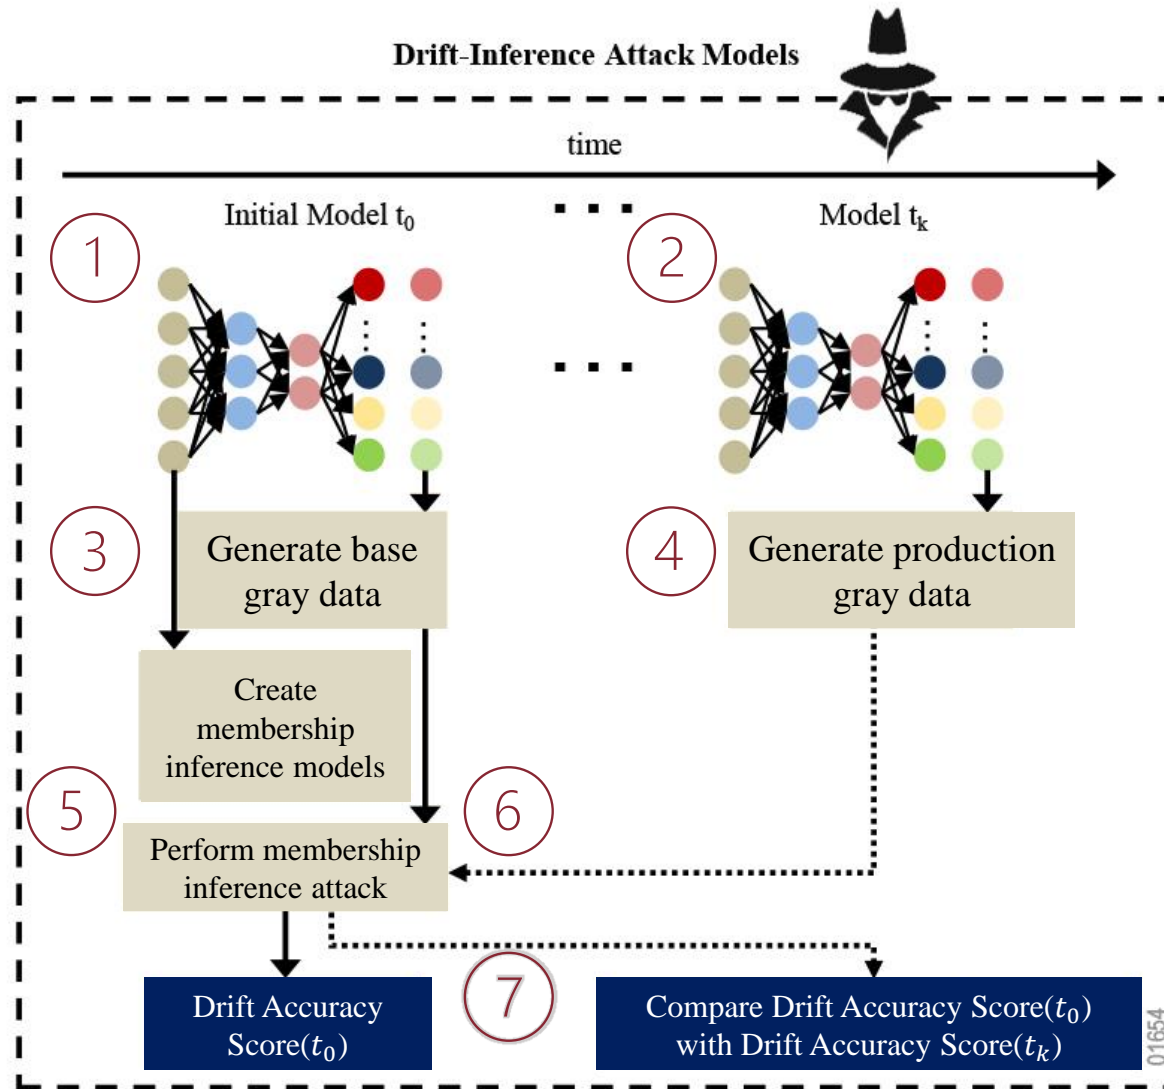 Drift-Inference Attack Models
time
Initial Model t₀
. . .
Model tₖ
1
2
. . .
3
Generate base
gray data
4
Generate production
gray data
Create
membership
inference models
5
6
Perform membership
inference attack
7
Drift Accuracy
Score(t₀)
Compare Drift Accuracy Score(t₀)
with Drift Accuracy Score(tₖ)
01654